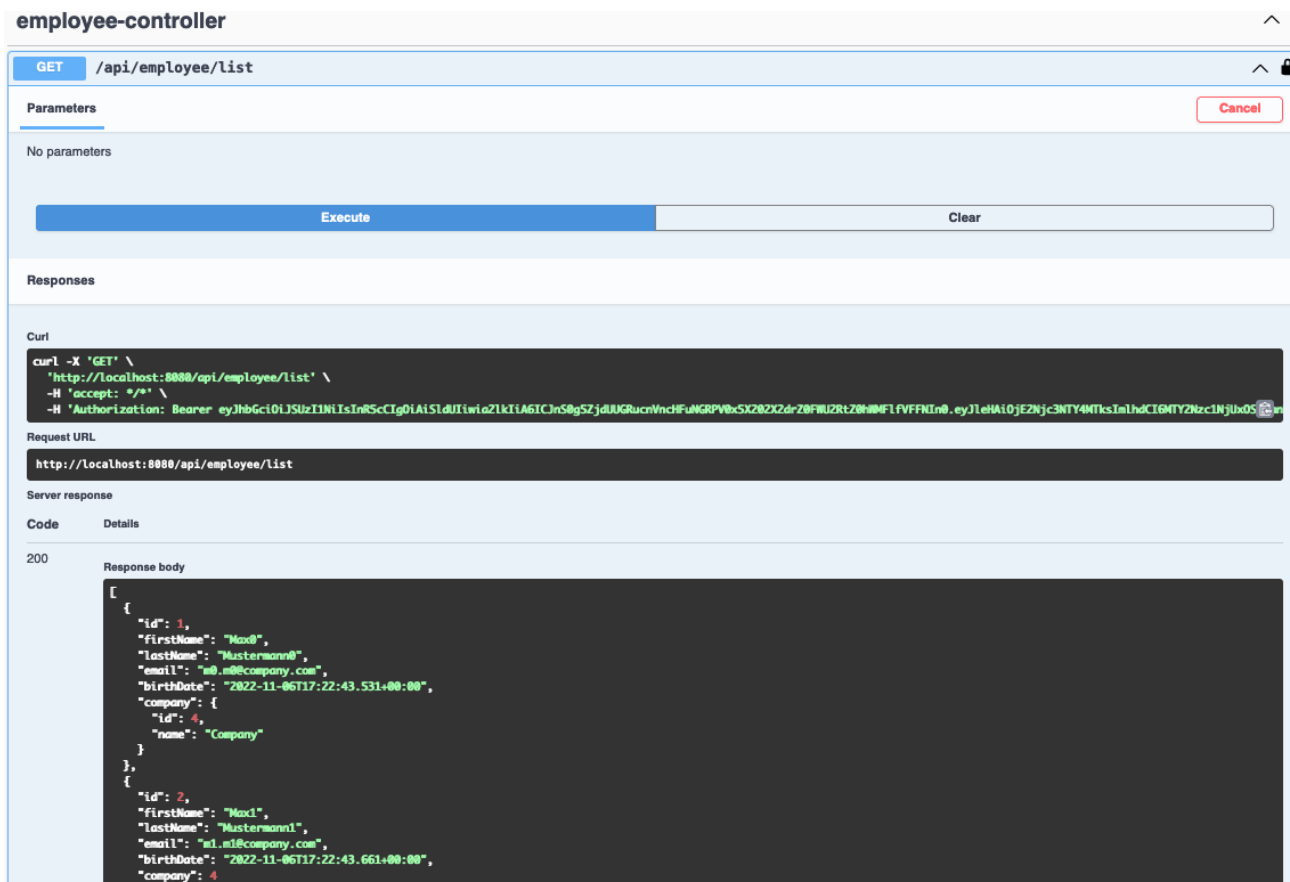 employee-controller
GET /api/employee/list
Parameters
Cancel
No parameters
Execute
Clear
Responses
Curl
curl -X 'GET' \
'http://localhost:8080/api/employee/list' \
-H 'accept: */*' \
-H 'Authorization: Bearer
Request URL
http://localhost:8080/api/employee/list
Server response
Code Details
200
Response body
[
{
"id": 1,
"firstName": "Max0",
"lastName": "Mustermann0",
"email": "m0.m0@company.com",
"birthDate": "2022-11-06T17:22:43.531+00:00",
"company": {
"id": 4,
"name": "Company"
}
},
{
"id": 2,
"firstName": "Max1",
"lastName": "Mustermann1",
"email": "m1.m1@company.com",
"birthDate": "2022-11-06T17:22:43.661+00:00",
"company": 4